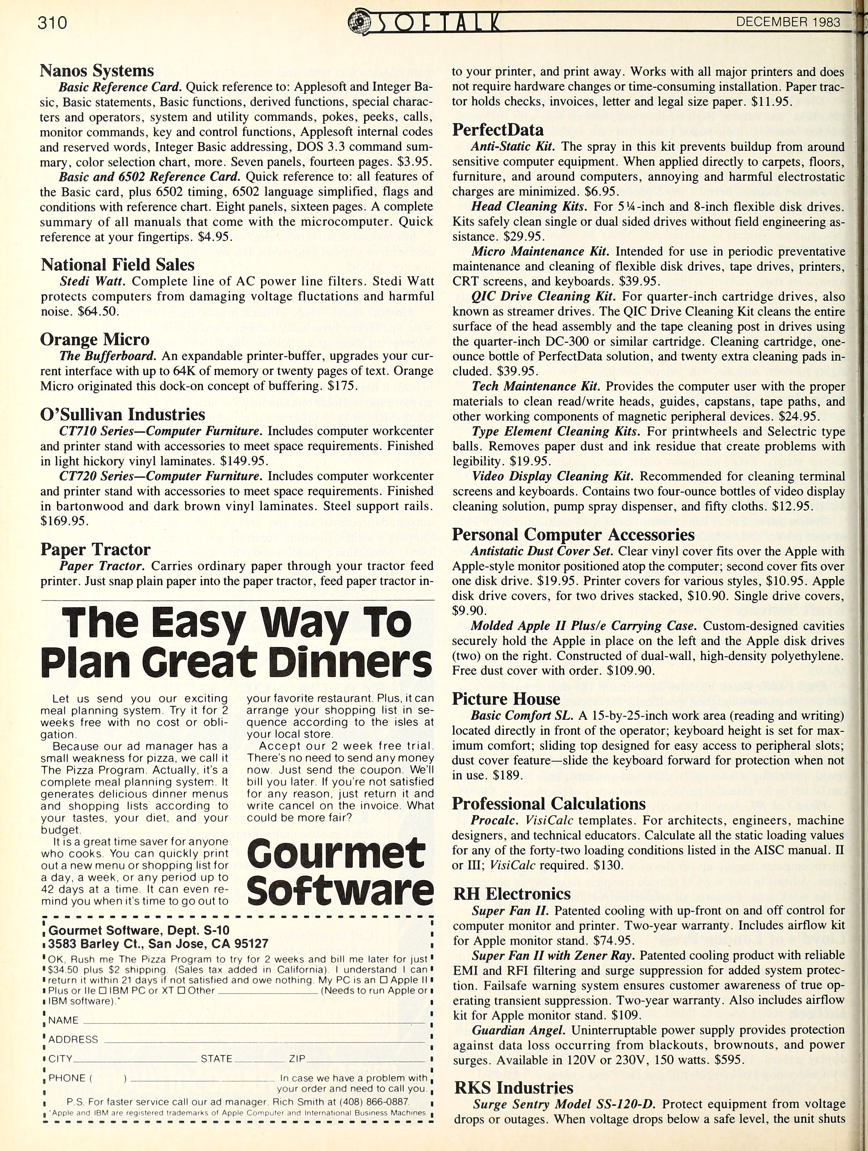 310
SOFTALK
DECEMBER 1983
Nanos Systems
Basic Reference Card. Quick reference to: Applesoft and Integer Ba-
sic, Basic statements, Basic functions, derived functions, special charac-
ters and operators, system and utility commands, pokes, peeks, calls,
monitor commands, key and control functions, Applesoft internal codes
and reserved words, Integer Basic addressing, DOS 3.3 command sum-
mary, color selection chart, more. Seven panels, fourteen pages. $3.95.
Basic and 6502 Reference Card. Quick reference to: all features of
the Basic card, plus 6502 timing, 6502 language simplified, flags and
conditions with reference chart. Eight panels, sixteen pages. A complete
summary of all manuals that come with the microcomputer. Quick
reference at your fingertips. $4.95.
National Field Sales
Stedi Watt. Complete line of AC power line filters. Stedi Watt
protects computers from damaging voltage fluctations and harmful
noise. $64.50.
Orange Micro
The Bufferboard. An expandable printer-buffer, upgrades your cur-
rent interface with up to 64K of memory or twenty pages of text. Orange
Micro originated this dock-on concept of buffering. $175.
O'Sullivan Industries
CT710 Series—Computer Furniture. Includes computer workcenter
and printer stand with accessories to meet space requirements. Finished
in light hickory vinyl laminates. $149.95.
CT720 Series—Computer Furniture. Includes computer workcenter
and printer stand with accessories to meet space requirements. Finished
in bartonwood and dark brown vinyl laminates. Steel support rails.
$169.95.
Paper Tractor
Paper Tractor. Carries ordinary paper through your tractor feed
printer. Just snap plain paper into the paper tractor, feed paper tractor in-
The Easy Way To
Plan Great Dinners
Let us send you our exciting
meal planning system. Try it for 2
weeks free with no cost or obli-
gation.
Because our ad manager has a
small weakness for pizza, we call it
The Pizza Program. Actually, it's a
complete meal planning system. It
generates delicious dinner menus
and shopping lists according to
your tastes, your diet, and your
budget.
It is a great time saver for anyone
who cooks. You can quickly print
out a new menu or shopping list for
a day, a week, or any period up to
42 days at a time. It can even re-
mind you when it's time to go out to
your favorite restaurant. Plus, it can
arrange your shopping list in se-
quence according to the isles at
your local store.
Accept our 2 week free trial.
There's no need to send any money
now. Just send the coupon. We'll
bill you later. If you're not satisfied
for any reason, just return it and
write cancel on the invoice. What
could be more fair?
Gourmet
Software
Gourmet Software, Dept. S-10
3583 Barley Ct., San Jose, CA 95127
OK, Rush me The Pizza Program to try for 2 weeks and bill me later for just
$34.50 plus $2 shipping. (Sales tax added in California). I understand I can
return it within 21 days if not satisfied and owe nothing. My PC is an □ Apple II
Plus or IIe □ IBM PC or XT □ Other (Needs to run Apple or
IBM software).*
NAME
ADDRESS
CITY STATE ZIP
PHONE ( ) In case we have a problem with
your order and need to call you.
P.S. For faster service call our ad manager. Rich Smith at (408) 866-0887.
*Apple and IBM are registered trademarks of Apple Computer and International Business Machines
to your printer, and print away. Works with all major printers and does
not require hardware changes or time-consuming installation. Paper trac-
tor holds checks, invoices, letter and legal size paper. $11.95.
PerfectData
Anti-Static Kit. The spray in this kit prevents buildup from around
sensitive computer equipment. When applied directly to carpets, floors,
furniture, and around computers, annoying and harmful electrostatic
charges are minimized. $6.95.
Head Cleaning Kits. For 5¼-inch and 8-inch flexible disk drives.
Kits safely clean single or dual sided drives without field engineering as-
sistance. $29.95.
Micro Maintenance Kit. Intended for use in periodic preventative
maintenance and cleaning of flexible disk drives, tape drives, printers,
CRT screens, and keyboards. $39.95.
QIC Drive Cleaning Kit. For quarter-inch cartridge drives, also
known as streamer drives. The QIC Drive Cleaning Kit cleans the entire
surface of the head assembly and the tape cleaning post in drives using
the quarter-inch DC-300 or similar cartridge. Cleaning cartridge, one-
ounce bottle of PerfectData solution, and twenty extra cleaning pads in-
cluded. $39.95.
Tech Maintenance Kit. Provides the computer user with the proper
materials to clean read/write heads, guides, capstans, tape paths, and
other working components of magnetic peripheral devices. $24.95.
Type Element Cleaning Kits. For printwheels and Selectric type
balls. Removes paper dust and ink residue that create problems with
legibility. $19.95.
Video Display Cleaning Kit. Recommended for cleaning terminal
screens and keyboards. Contains two four-ounce bottles of video display
cleaning solution, pump spray dispenser, and fifty cloths. $12.95.
Personal Computer Accessories
Antistatic Dust Cover Set. Clear vinyl cover fits over the Apple with
Apple-style monitor positioned atop the computer; second cover fits over
one disk drive. $19.95. Printer covers for various styles, $10.95. Apple
disk drive covers, for two drives stacked, $10.90. Single drive covers,
$9.90.
Molded Apple II Plus/e Carrying Case. Custom-designed cavities
securely hold the Apple in place on the left and the Apple disk drives
(two) on the right. Constructed of dual-wall, high-density polyethylene.
Free dust cover with order. $109.90.
Picture House
Basic Comfort SL. A 15-by-25-inch work area (reading and writing)
located directly in front of the operator; keyboard height is set for max-
imum comfort; sliding top designed for easy access to peripheral slots;
dust cover feature—slide the keyboard forward for protection when not
in use. $189.
Professional Calculations
Procalc. VisiCalc templates. For architects, engineers, machine
designers, and technical educators. Calculate all the static loading values
for any of the forty-two loading conditions listed in the AISC manual. II
or III; VisiCalc required. $130.
RH Electronics
Super Fan II. Patented cooling with up-front on and off control for
computer monitor and printer. Two-year warranty. Includes airflow kit
for Apple monitor stand. $74.95.
Super Fan II with Zener Ray. Patented cooling product with reliable
EMI and RFI filtering and surge suppression for added system protec-
tion. Failsafe warning system ensures customer awareness of true op-
erating transient suppression. Two-year warranty. Also includes airflow
kit for Apple monitor stand. $109.
Guardian Angel. Uninterruptable power supply provides protection
against data loss occurring from blackouts, brownouts, and power
surges. Available in 120V or 230V, 150 watts. $595.
RKS Industries
Surge Sentry Model SS-120-D. Protect equipment from voltage
drops or outages. When voltage drops below a safe level, the unit shuts